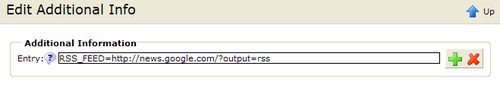 Edit Additional Info
Up
Additional Information
Entry: ? RSS_FEED=http://news.google.com/?output=rss